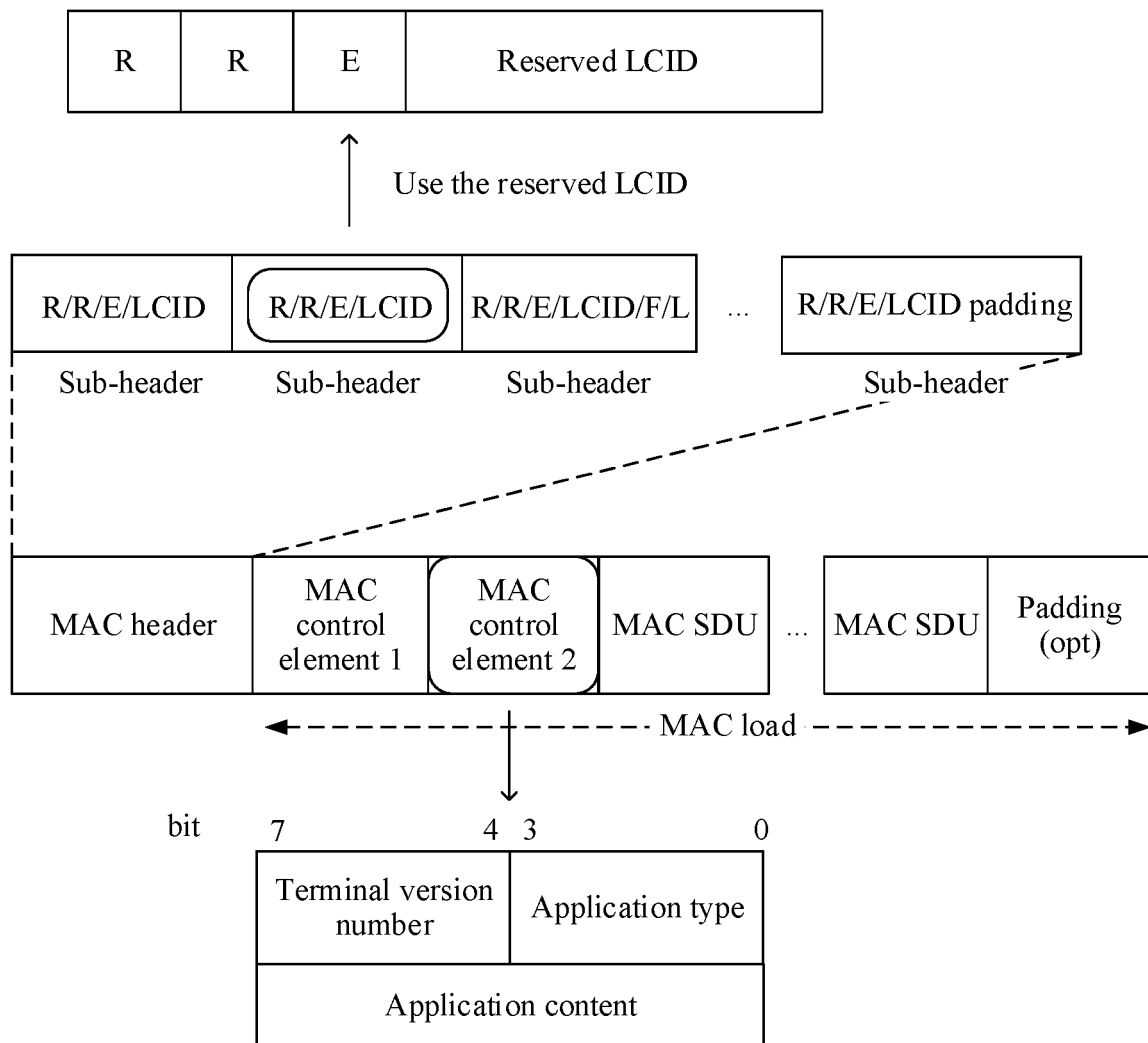 R R E Reserved LCID
Use the reserved LCID
R/R/E/LCID R/R/E/LCID R/R/E/LCID/F/L ... R/R/E/LCID padding
Sub-header Sub-header Sub-header Sub-header
MAC header
MAC
control
element 1
MAC
control
element 2
MAC SDU ... MAC SDU
Padding
(opt)
MAC load
bit 7 4 3 0
Terminal version
number
Application type
Application content